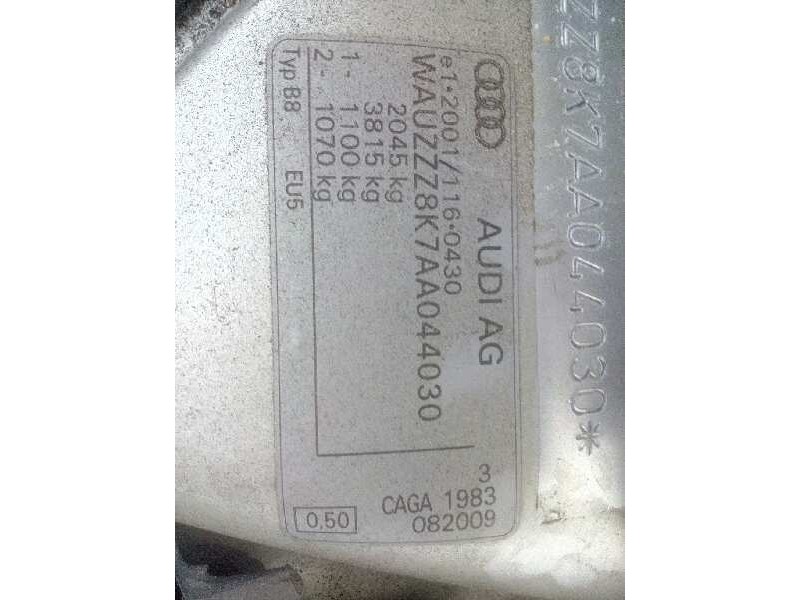 AUDI AG
e1*2001/116*0430
WAUZZZ8K7AA044030
2045 kg
3815 kg
1- 1100 kg
2- 1070 kg
Typ B8 EU5
3
CAGA 1983
0,50 082009
ZZ8K7AA044030*